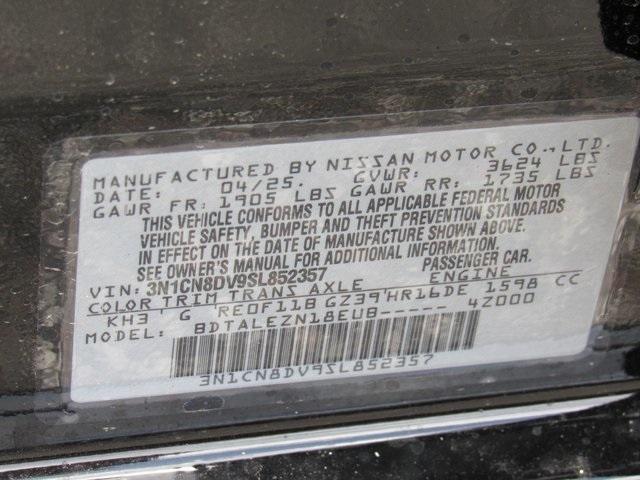 MANUFACTURED BY NISSAN MOTOR CO., LTD.
DATE: 04/25. GVWR: 3624 LBS
GAWR FR: 1905 LBS GAWR RR: 1735 LBS
THIS VEHICLE CONFORMS TO ALL APPLICABLE FEDERAL MOTOR
VEHICLE SAFETY, BUMPER AND THEFT PREVENTION STANDARDS
IN EFFECT ON THE DATE OF MANUFACTURE SHOWN ABOVE.
SEE OWNER'S MANUAL FOR ADDITIONAL INFORMATION.
VIN: 3N1CN8DV9SL852357 PASSENGER CAR.
COLOR TRIM TRANS AXLE ENGINE
KH3 G RE0F11B GZ39 HR16DE 1598 CC
MODEL: BDTALEZN18EUB----- 4Z000
3N1CN8DV9SL852357